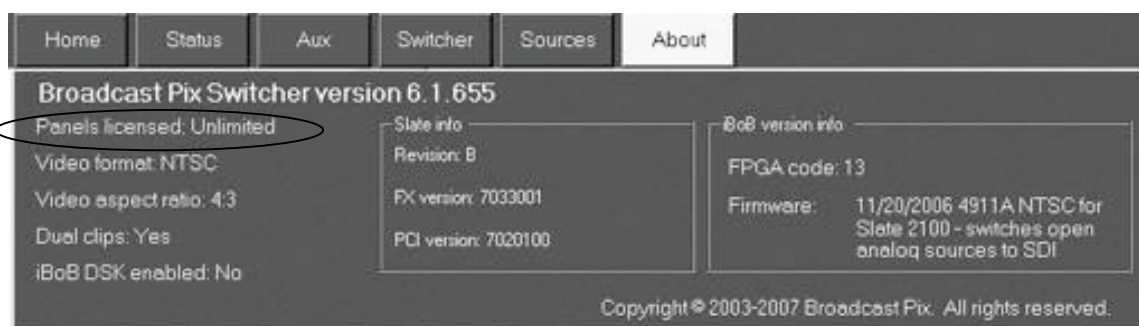 Home Status Aux Switcher Sources About
Broadcast Pix Switcher version 6.1.655
Panels licensed: Unlimited
Video format: NTSC
Video aspect ratio: 4:3
Dual clips: Yes
iBoB DSK enabled: No
Slate info
Revision: B
FX version: 7033001
PCI version: 7020100
iBoB version info
FPGA code: 13
Firmware: 11/20/2006 4911A NTSC for
Slate 2100 - switches open
analog sources to SDI
Copyright © 2003-2007 Broadcast Pix. All rights reserved.